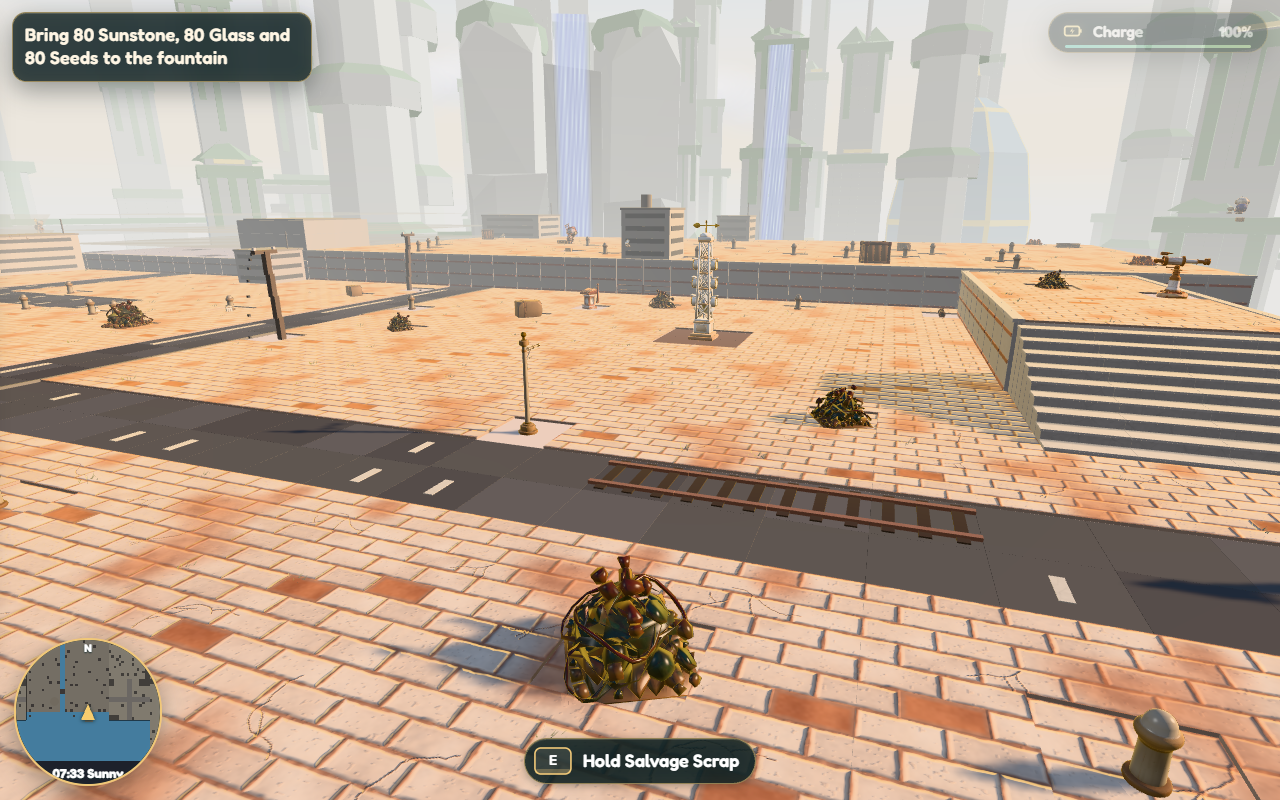 Bring 80 Sunstone, 80 Glass and
80 Seeds to the fountain
Charge 100%
N
07:33 Sunny
E Hold Salvage Scrap